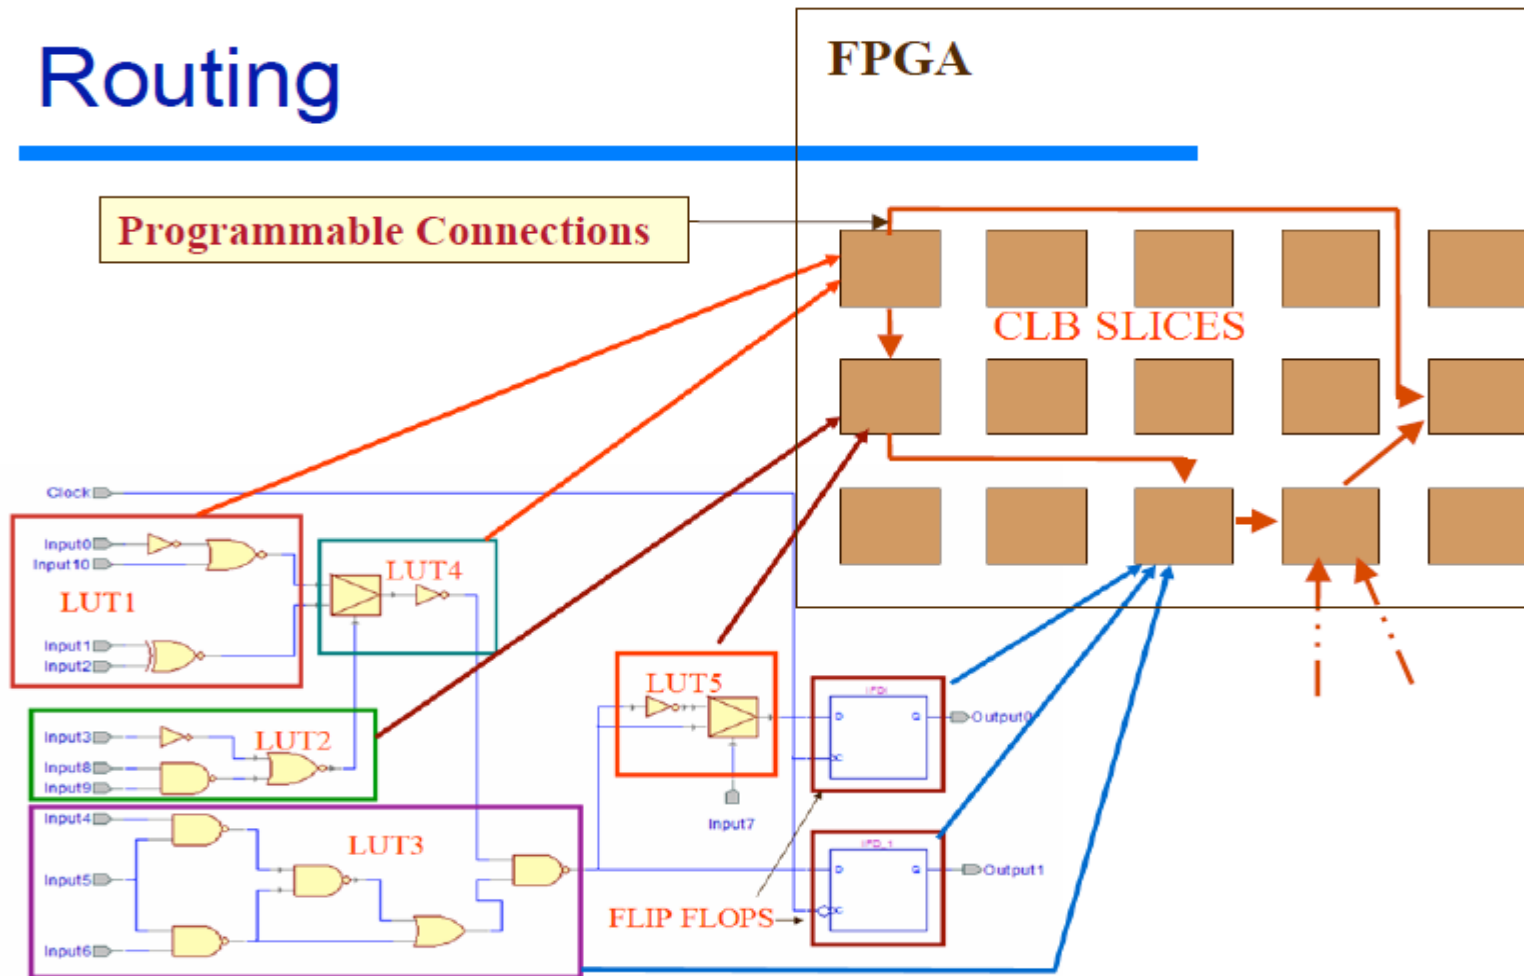 Routing
FPGA
Programmable Connections
CLB SLICES
Clock
Input0
Input10
LUT1
Input1
Input2
LUT4
Input3
LUT2
Input8
Input9
Input4
LUT3
Input5
Input6
LUT5
Input7
D
Q
Output0
C
FLIP FLOPS
D
Q
Output1
C